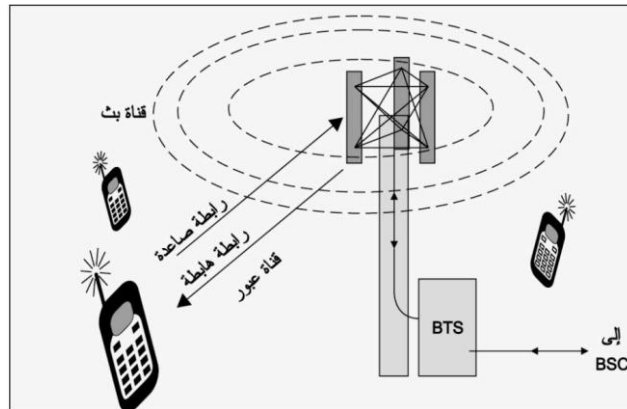 قناة بث
رابطة صاعدة
رابطة هابطة
قناة عبور
BTS
إلى
BSC